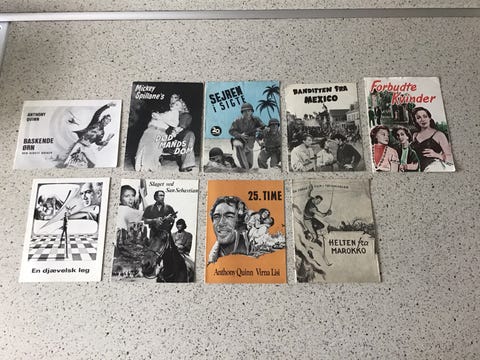 ANTHONY
QUINN
BASKENDE
ØRN
Mickey
Spillane's
DØD
MANDS
DOM
SEJREN
I SIGTE
BANDITTEN FRA
MEXICO
Forbudte
Kvinder
En djævelsk leg
Slaget ved
San Sebastian
25. TIME
Anthony Quinn Virna Lisi
HELTEN fra
MAROKKO